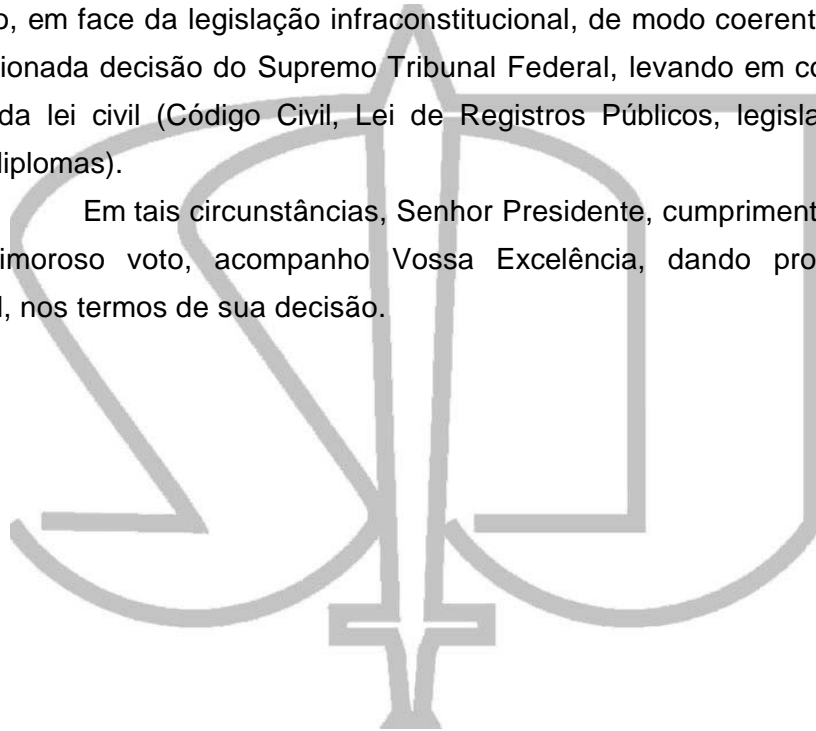 o, em face da legislação infraconstitucional, de modo coerent
ionada decisão do Supremo Tribunal Federal, levando em co
da lei civil (Código Civil, Lei de Registros Públicos, legisla
diplomas).
Em tais circunstâncias, Senhor Presidente, cumpriment
imoroso voto, acompanho Vossa Excelência, dando pro
, nos termos de sua decisão.